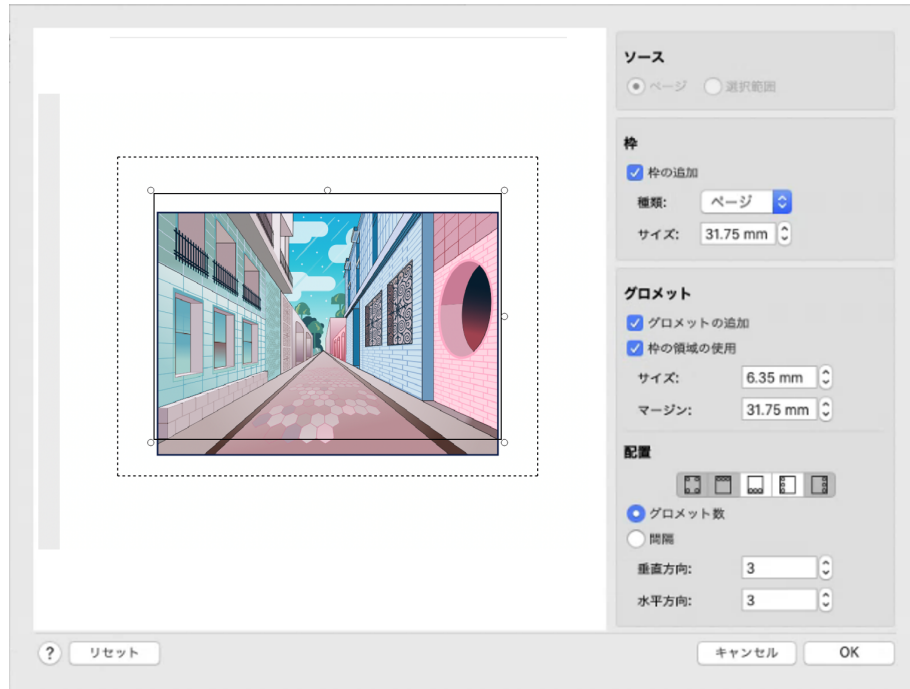 ソース
ページ 選択範囲
枠
枠の追加
種類: ページ
サイズ: 31.75 mm
グロメット
グロメットの追加
枠の領域の使用
サイズ: 6.35 mm
マージン: 31.75 mm
配置
グロメット数
間隔
垂直方向: 3
水平方向: 3
? リセット キャンセル OK